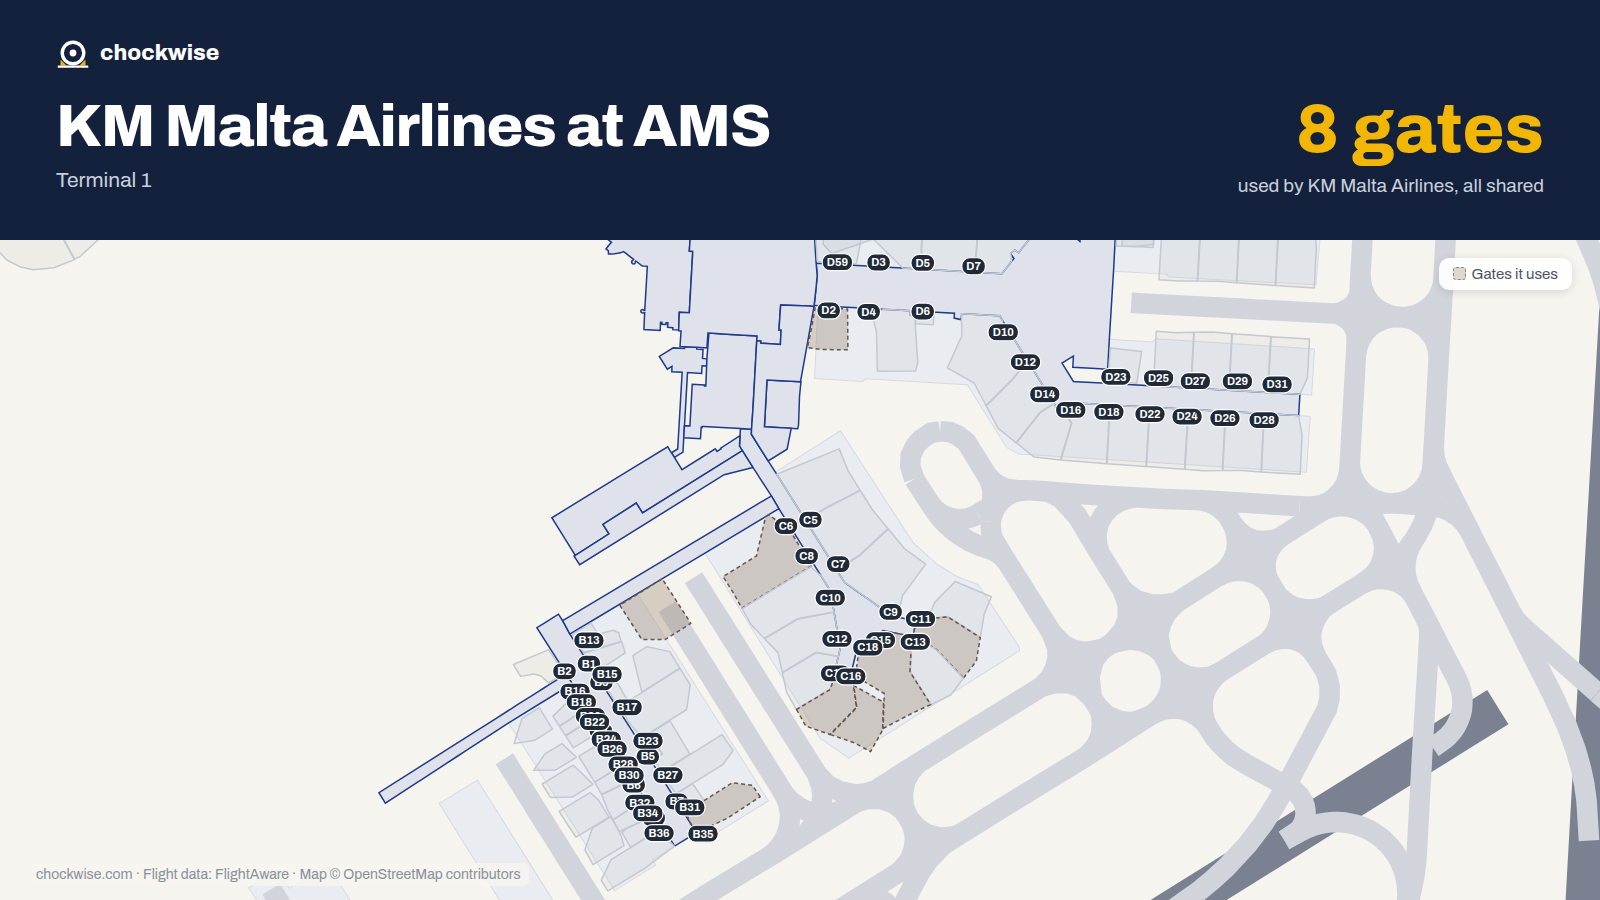 chockwise
KM Malta Airlines at AMS
Terminal 1
8 gates
used by KM Malta Airlines, all shared
Gates it uses
D59
D3
D5
D7
D2
D4
D6
D10
D12
D14
D16
D18
D22
D24
D26
D28
D23
D25
D27
D29
D31
C6
C5
C8
C7
C10
C9
C11
C12
C18
C13
C16
B13
B2
B1
B15
B16
B18
B17
B22
B24
B26
B23
B5
B28
B30
B27
B32
B34
B31
B36
B35
chockwise.com · Flight data: FlightAware · Map © OpenStreetMap contributors